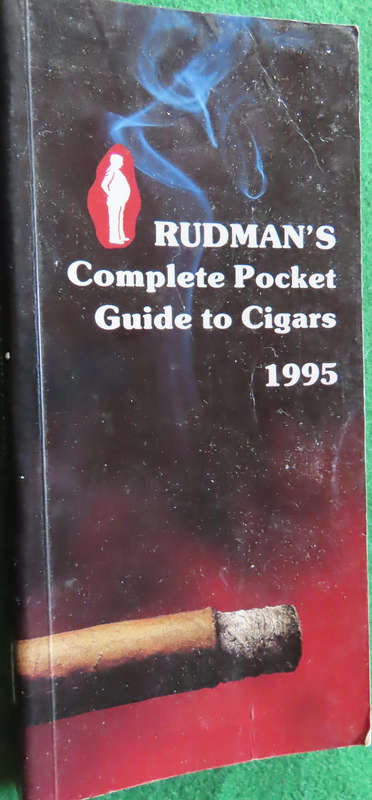 RUDMAN'S
Complete Pocket
Guide to Cigars
1995